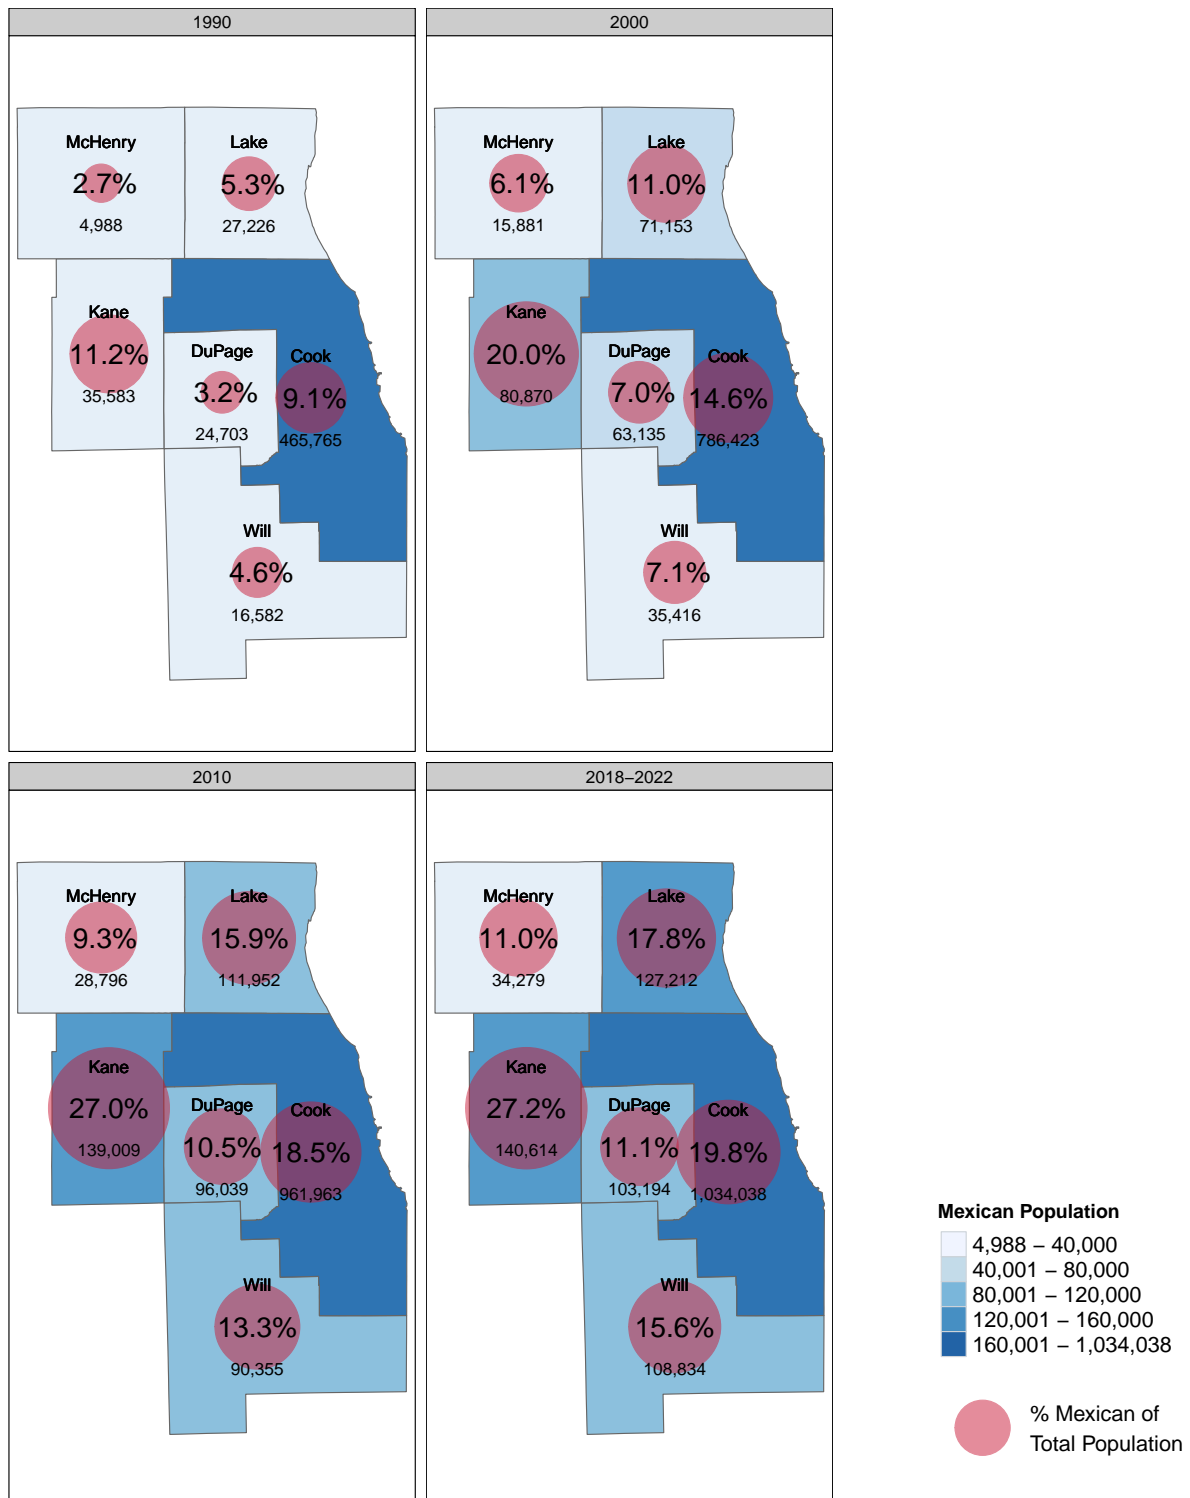 1990
McHenry
2.7%
4,988
Lake
5.3%
27,226
Kane
11.2%
35,583
DuPage
3.2%
24,703
Cook
9.1%
465,765
Will
4.6%
16,582
2000
McHenry
6.1%
15,881
Lake
11.0%
71,153
Kane
20.0%
80,870
DuPage
7.0%
63,135
Cook
14.6%
786,423
Will
7.1%
35,416
2010
McHenry
9.3%
28,796
Lake
15.9%
111,952
Kane
27.0%
139,009
DuPage
10.5%
96,039
Cook
18.5%
961,963
Will
13.3%
90,355
2018–2022
McHenry
11.0%
34,279
Lake
17.8%
127,212
Kane
27.2%
140,614
DuPage
11.1%
103,194
Cook
19.8%
1,034,038
Will
15.6%
108,834
Mexican Population
4,988 – 40,000
40,001 – 80,000
80,001 – 120,000
120,001 – 160,000
160,001 – 1,034,038
% Mexican of
Total Population